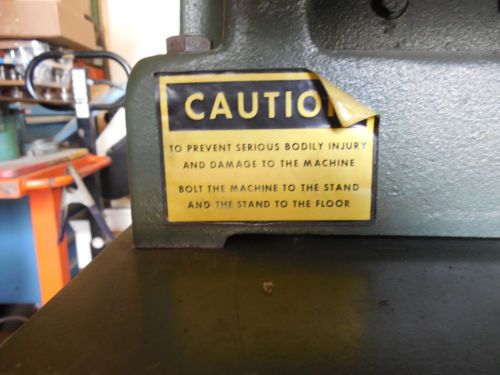 CAUTIO
TO PREVENT SERIOUS BODILY INJURY
AND DAMAGE TO THE MACHINE
BOLT THE MACHINE TO THE STAND
AND THE STAND TO THE FLOOR